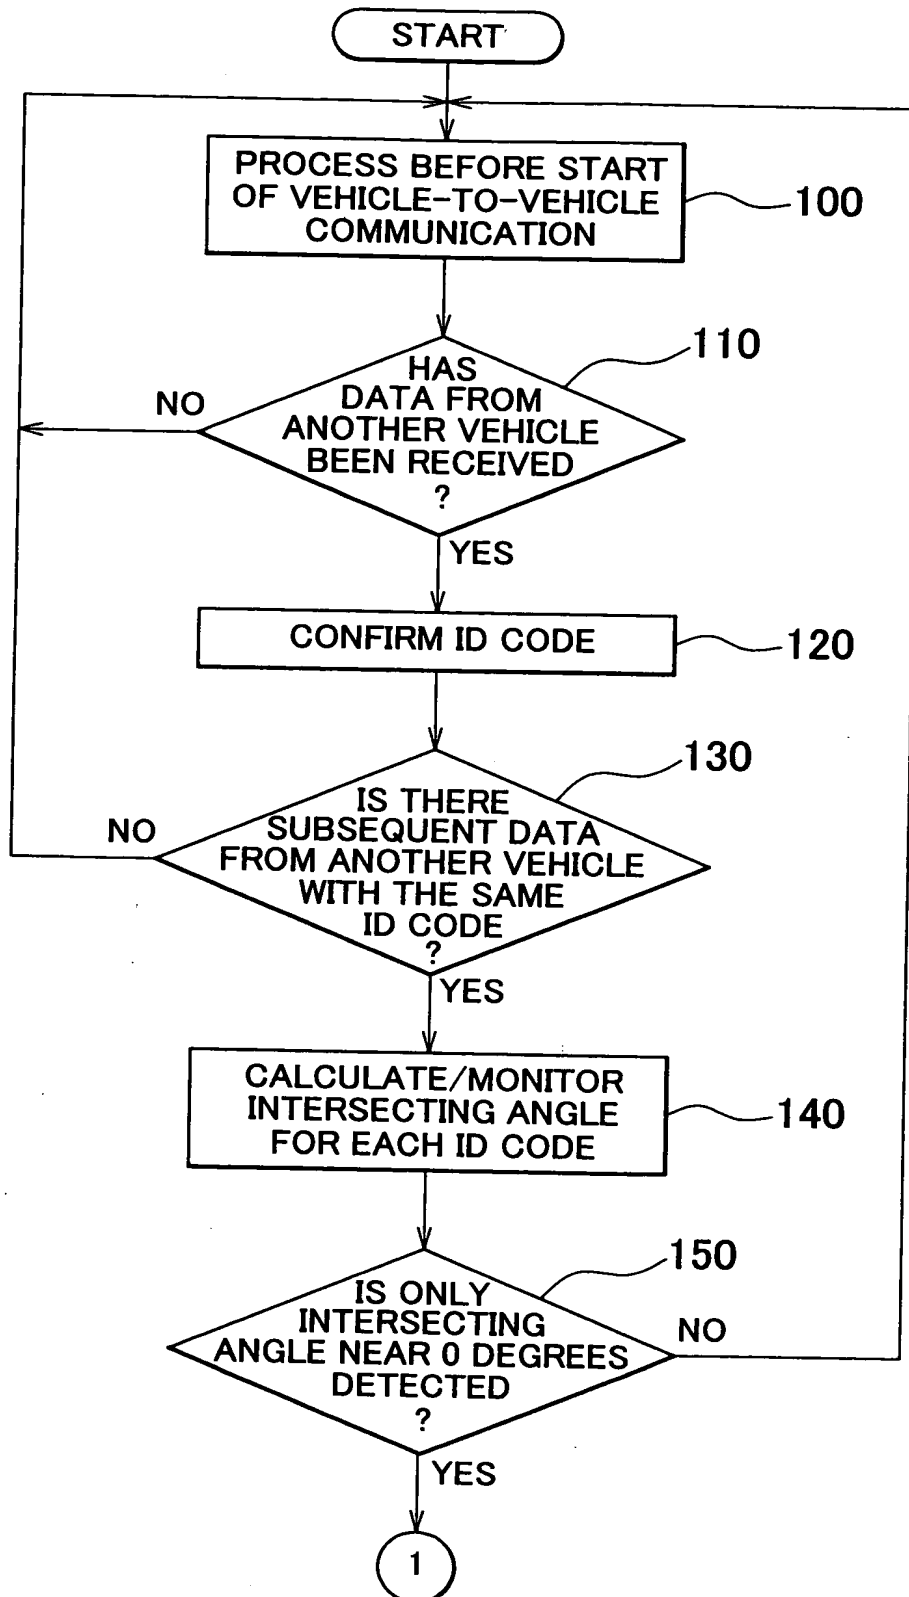 START
PROCESS BEFORE START
OF VEHICLE-TO-VEHICLE
COMMUNICATION
100
110
HAS
DATA FROM
ANOTHER VEHICLE
BEEN RECEIVED
?
NO
YES
CONFIRM ID CODE
120
130
IS THERE
SUBSEQUENT DATA
FROM ANOTHER VEHICLE
WITH THE SAME
ID CODE
?
NO
YES
CALCULATE/MONITOR
INTERSECTING ANGLE
FOR EACH ID CODE
140
150
IS ONLY
INTERSECTING
ANGLE NEAR 0 DEGREES
DETECTED
?
NO
YES
1